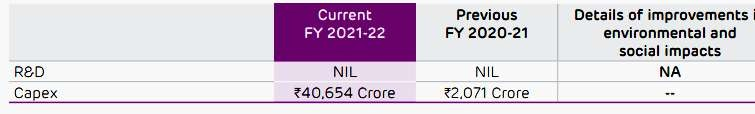 Current Previous Details of improvements i
FY 2021-22 FY 2020-21 environmental and
social impacts
R&D NIL NIL NA
Capex ₹40,654 Crore ₹2,071 Crore --